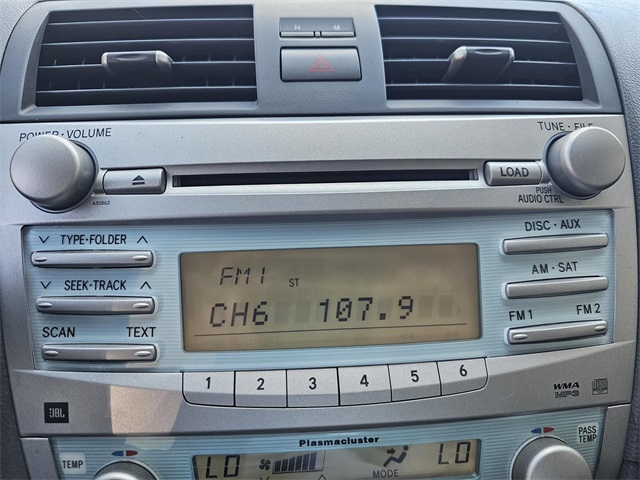 H M
POWER•VOLUME
TUNE•FILE
LOAD
PUSH
AUDIO CTRL
A51842
TYPE•FOLDER
DISC•AUX
SEEK•TRACK
AM•SAT
SCAN TEXT
FM1 FM2
FM1 ST
CH6 107.9
1 2 3 4 5 6
JBL
WMA
MP3
Plasmacluster
TEMP
LO
MODE
LO
PASS
TEMP